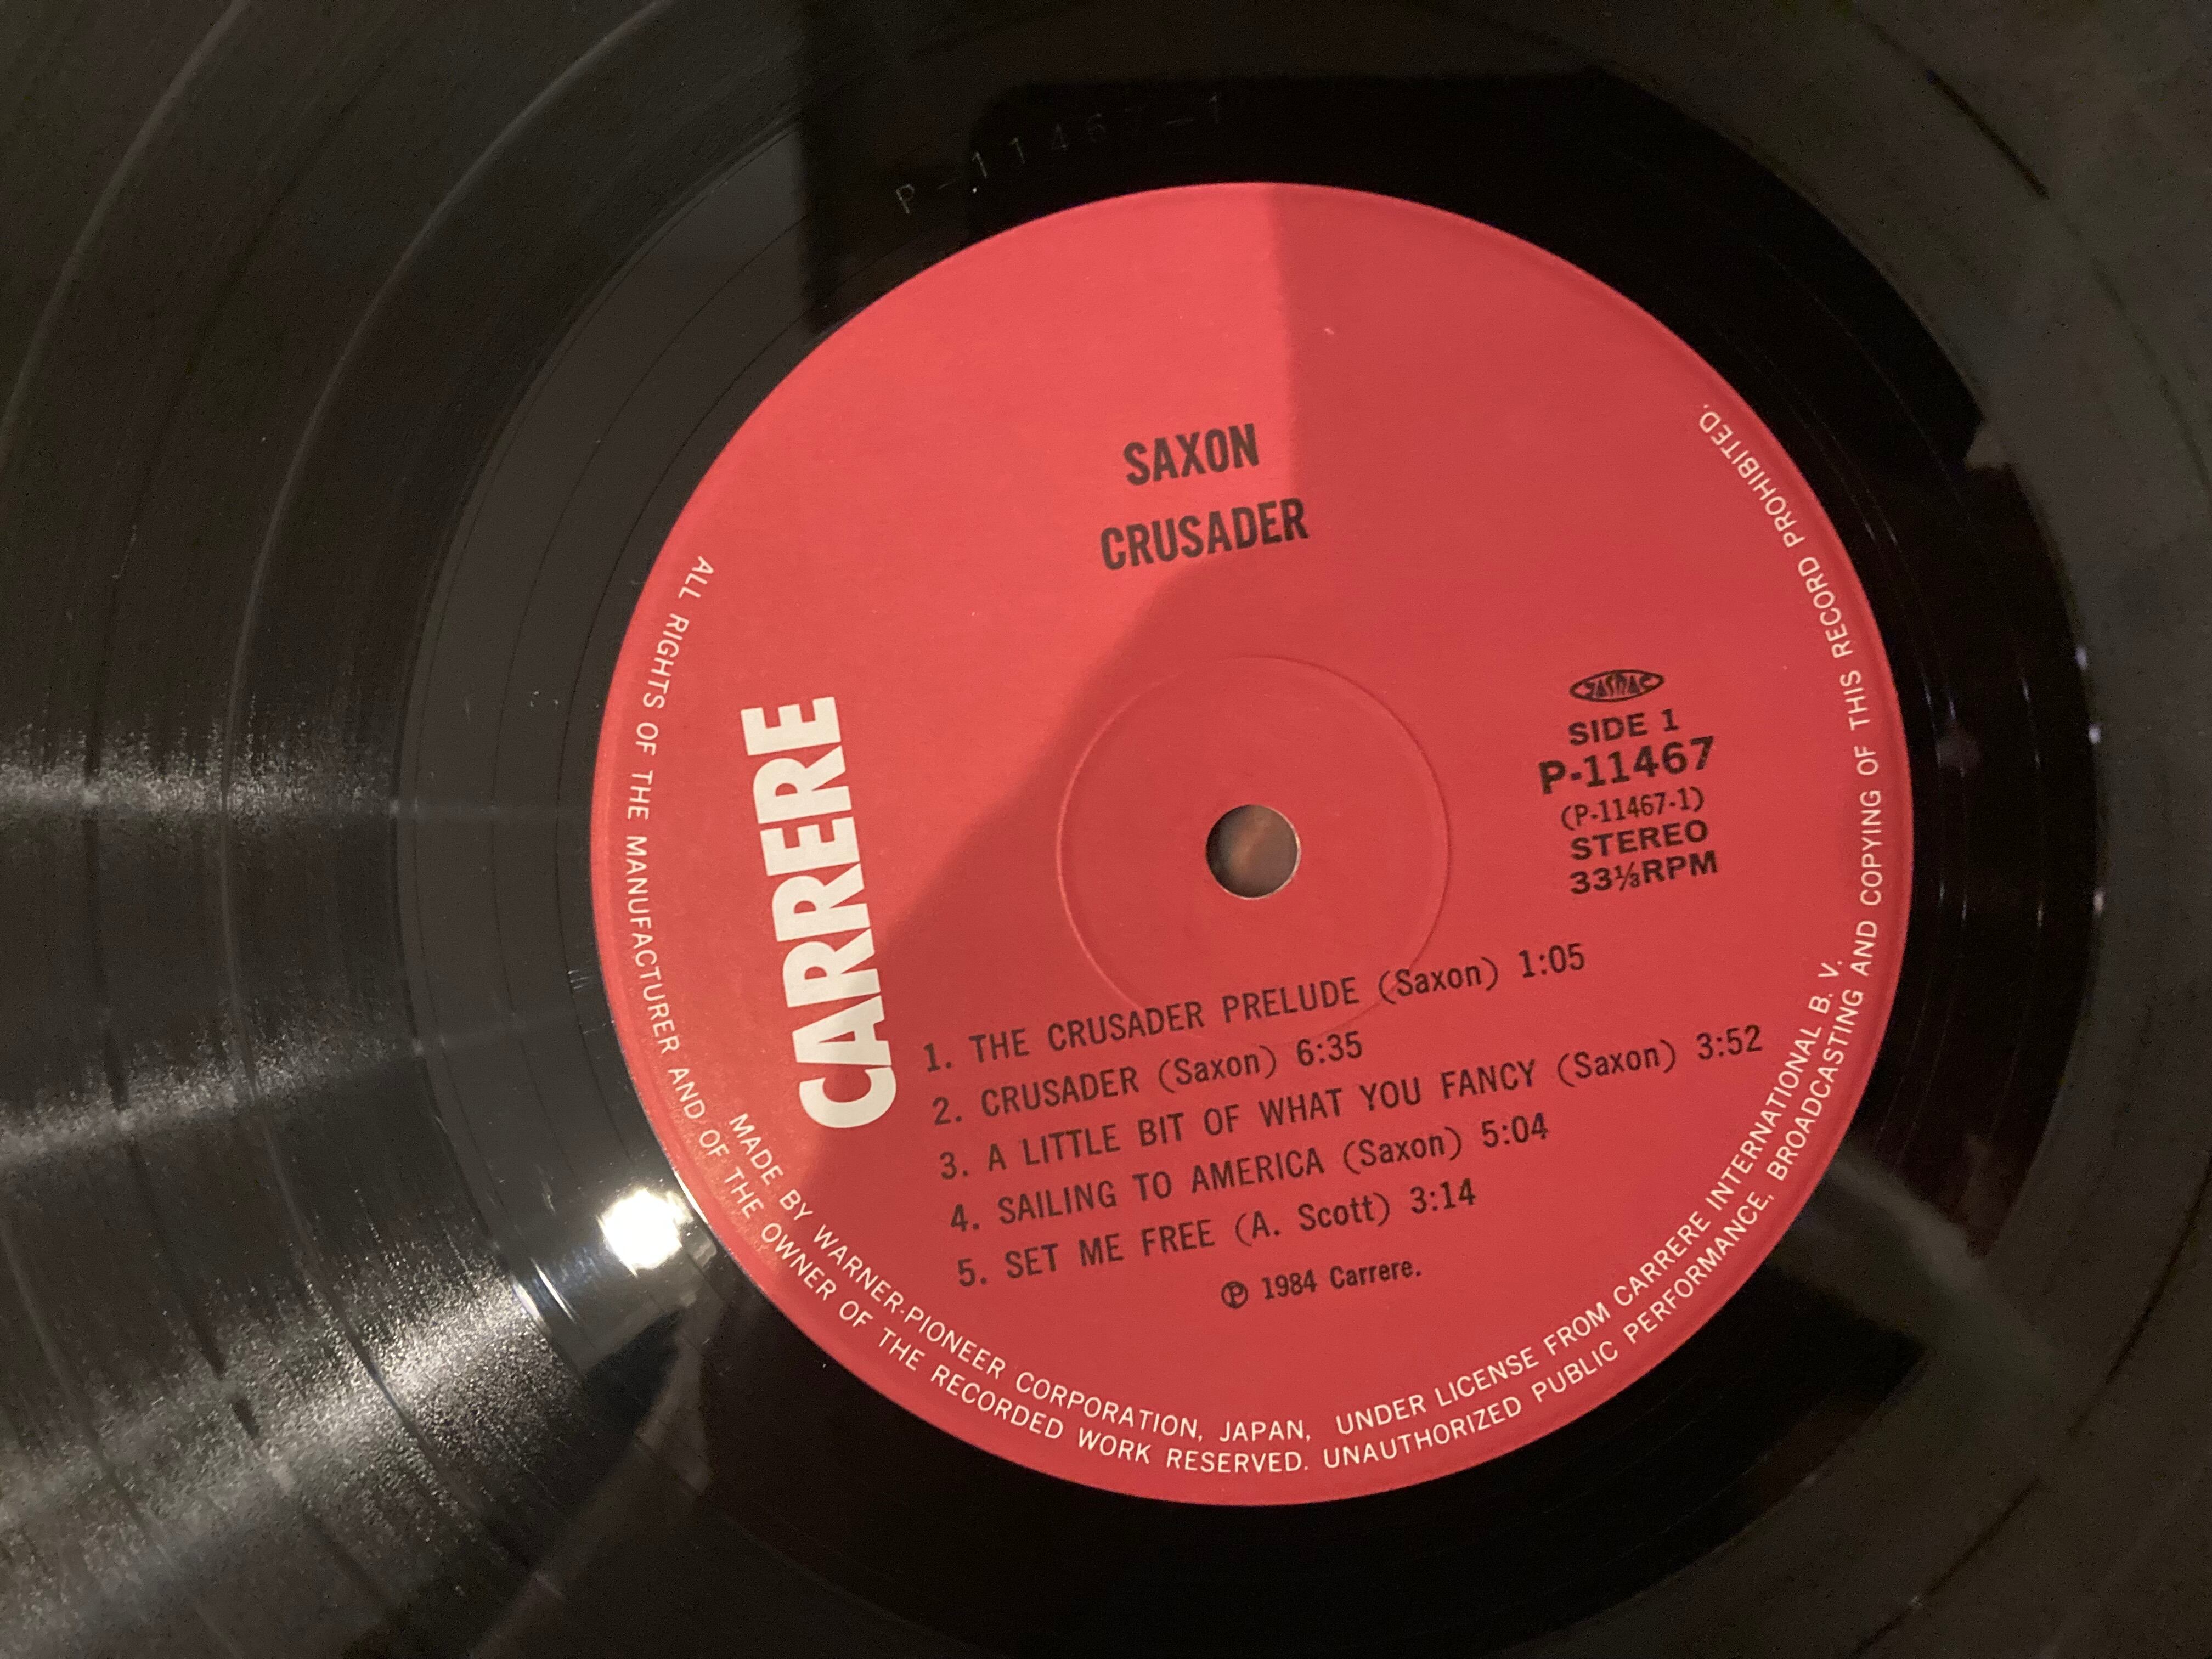 P-11467-1
SAXON
CRUSADER
CARRERE
JASRAC
SIDE 1
P-11467
(P-11467-1)
STEREO
33⅓RPM
1. THE CRUSADER PRELUDE (Saxon) 1:05
2. CRUSADER (Saxon) 6:35
3. A LITTLE BIT OF WHAT YOU FANCY (Saxon) 3:52
4. SAILING TO AMERICA (Saxon) 5:04
5. SET ME FREE (A. Scott) 3:14
℗ 1984 Carrere.
MADE BY WARNER-PIONEER CORPORATION, JAPAN, UNDER LICENSE FROM CARRERE INTERNATIONAL B. V.
ALL RIGHTS OF THE MANUFACTURER AND OF THE OWNER OF THE RECORDED WORK RESERVED. UNAUTHORIZED PUBLIC PERFORMANCE, BROADCASTING AND COPYING OF THIS RECORD PROHIBITED.